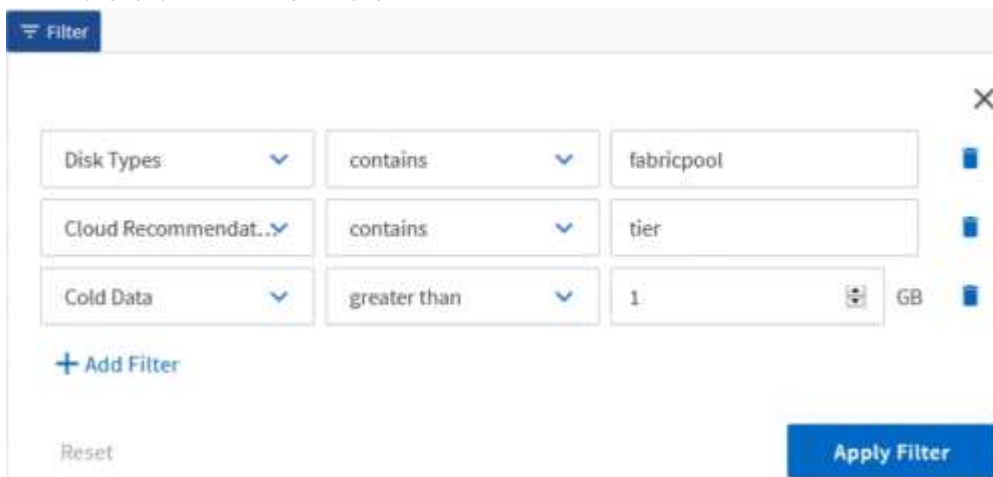 Filter
Disk Types contains fabricpool
Cloud Recommendat... contains tier
Cold Data greater than 1 GB
+ Add Filter
Reset Apply Filter